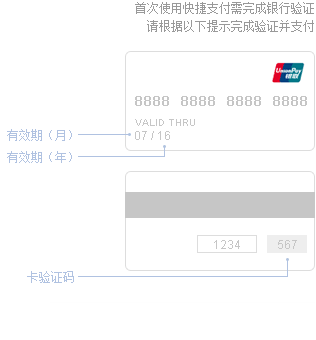 首次使用快捷支付需完成银行验证
请根据以下提示完成验证并支付
UnionPay
银联
8888 8888 8888 8888
VALID THRU
有效期（月）
07 / 16
有效期（年）
1234
567
卡验证码